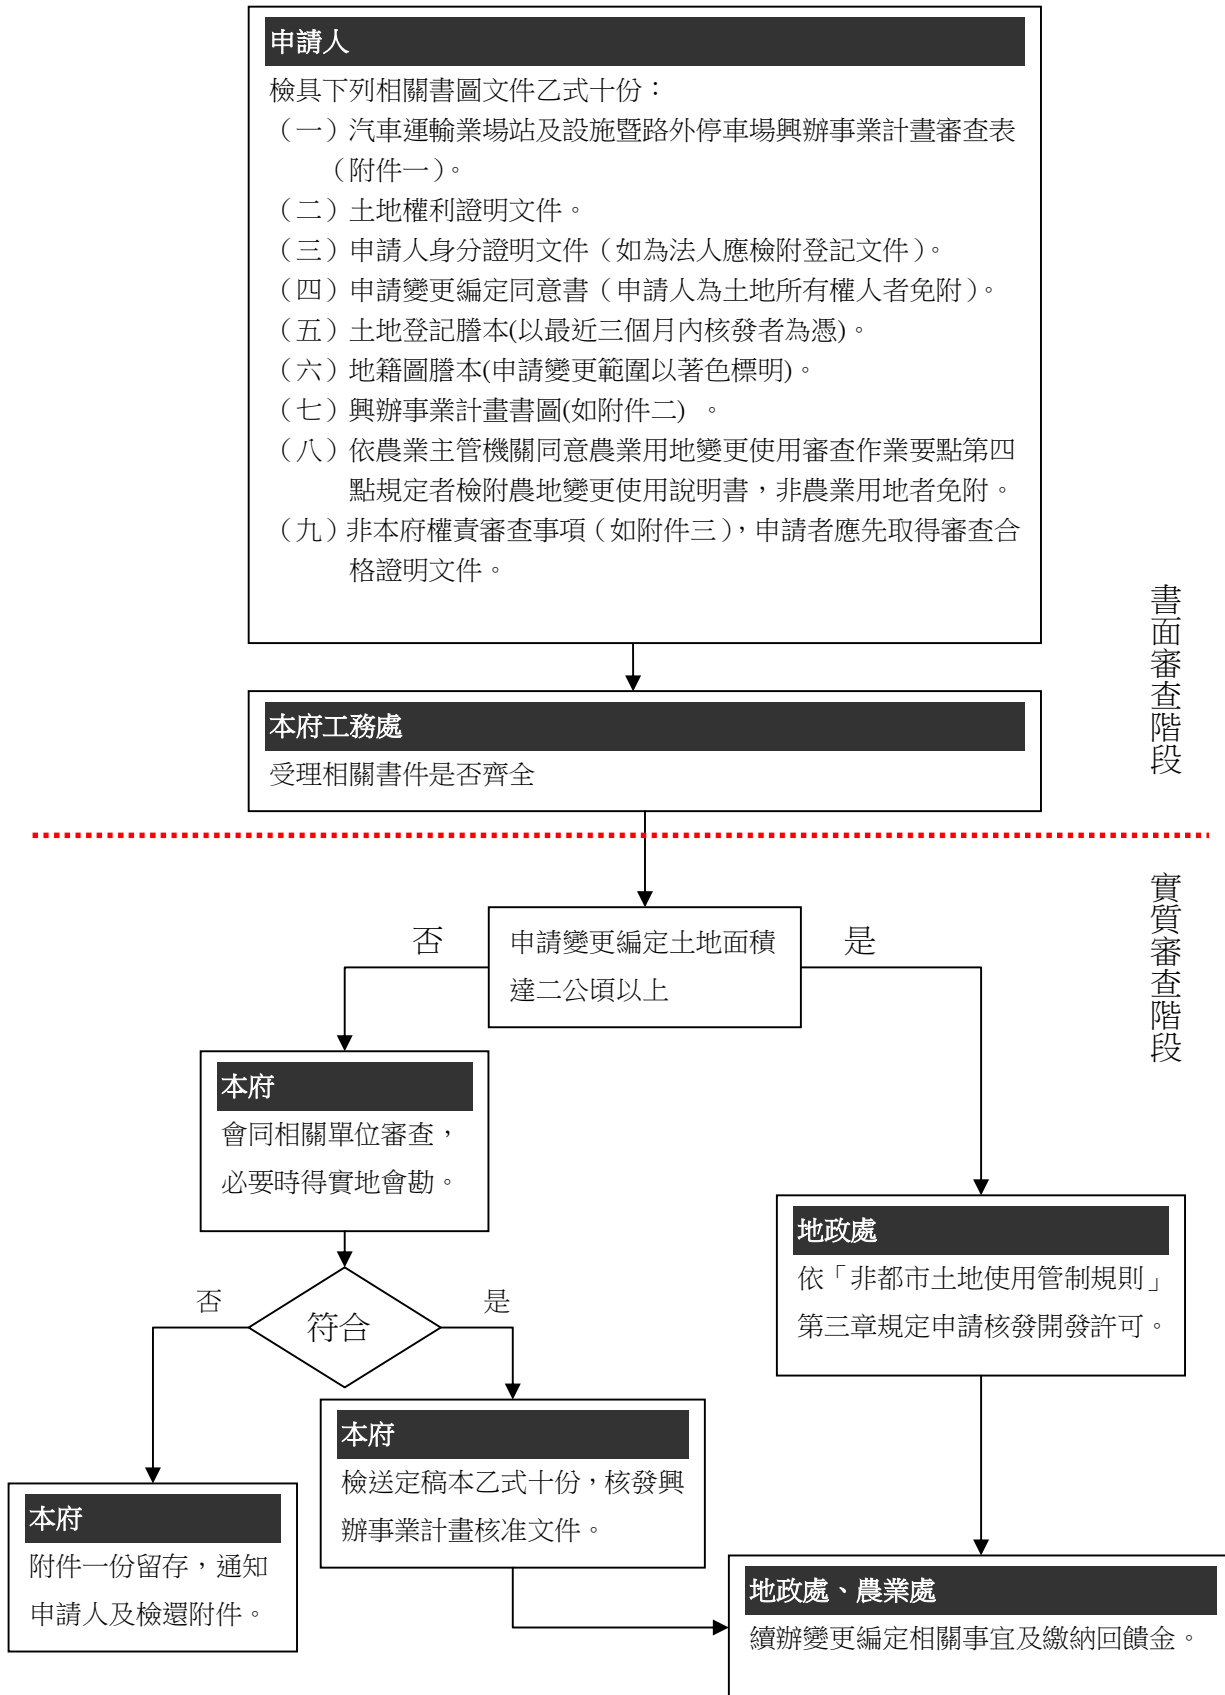 申請人
檢具下列相關書圖文件乙式十份：
（一）汽車運輸業場站及設施暨路外停車場興辦事業計畫審查表
（附件一）。
（二）土地權利證明文件。
（三）申請人身分證明文件（如為法人應檢附登記文件）。
（四）申請變更編定同意書（申請人為土地所有權人者免附）。
（五）土地登記謄本(以最近三個月內核發者為憑)。
（六）地籍圖謄本(申請變更範圍以著色標明)。
（七）興辦事業計畫書圖(如附件二) 。
（八）依農業主管機關同意農業用地變更使用審查作業要點第四
點規定者檢附農地變更使用說明書，非農業用地者免附。
（九）非本府權責審查事項（如附件三），申請者應先取得審查合
格證明文件。
書面審查階段
本府工務處
受理相關書件是否齊全
實質審查階段
否
申請變更編定土地面積
達二公頃以上
是
本府
會同相關單位審查，
必要時得實地會勘。
地政處
依「非都市土地使用管制規則」
第三章規定申請核發開發許可。
否
符合
是
本府
檢送定稿本乙式十份，核發興
辦事業計畫核准文件。
本府
附件一份留存，通知
申請人及檢還附件。
地政處、農業處
續辦變更編定相關事宜及繳納回饋金。